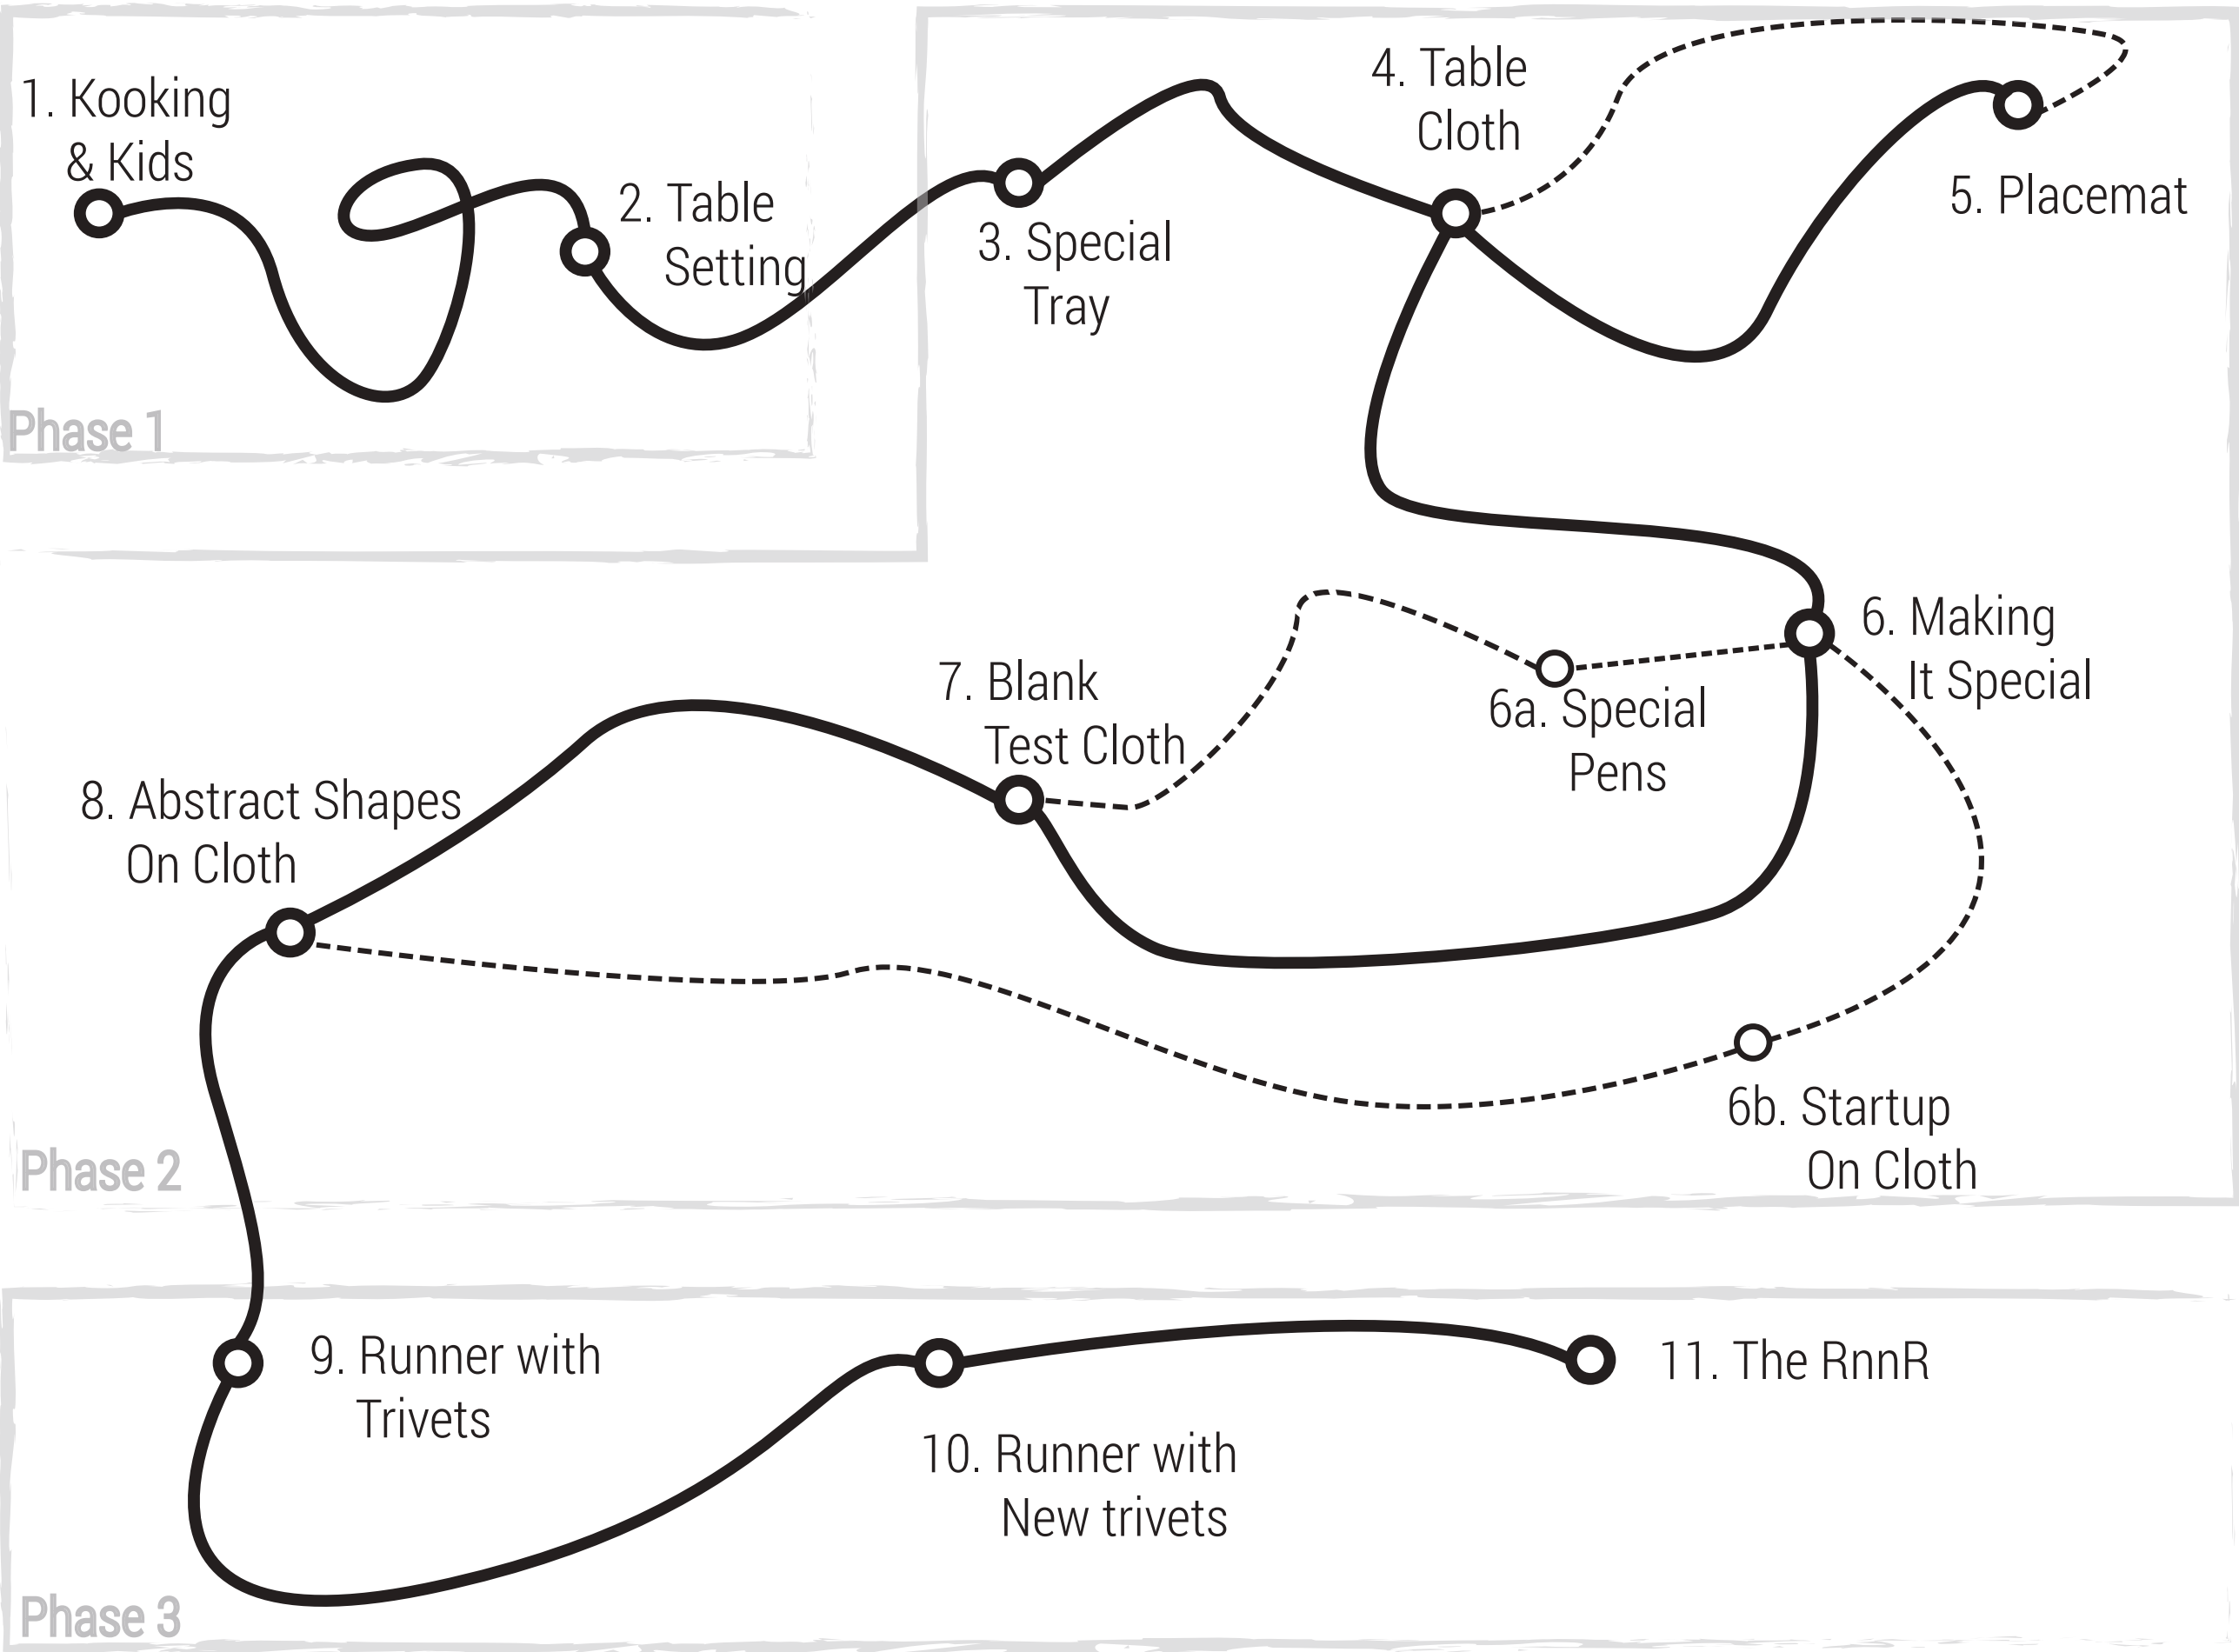 1. Kooking
& Kids
2. Table
Setting
3. Special
Tray
4. Table
Cloth
5. Placemat
Phase 1
6. Making
It Special
6a. Special
Pens
7. Blank
Test Cloth
8. Abstract Shapes
On Cloth
6b. Startup
On Cloth
Phase 2
9. Runner with
Trivets
10. Runner with
New trivets
11. The RnnR
Phase 3